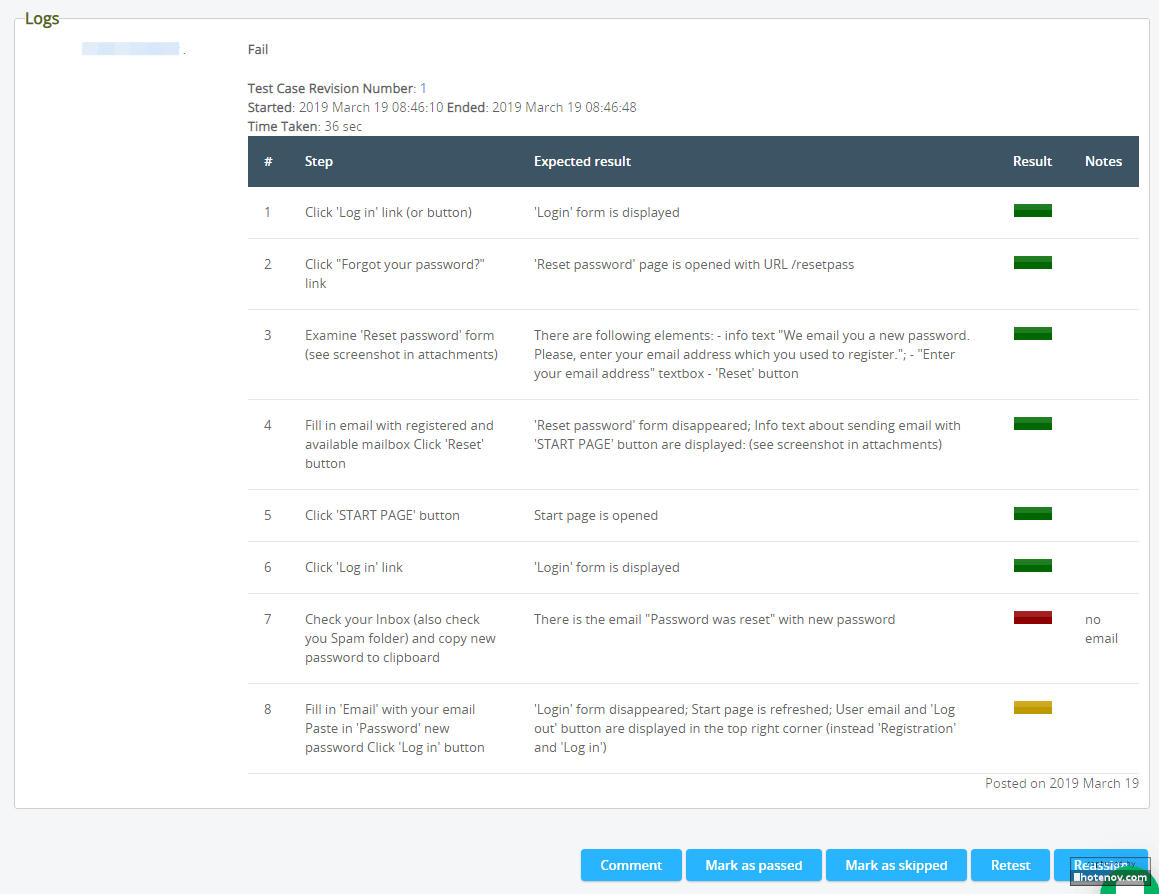 Logs
Fail
Test Case Revision Number: 1
Started: 2019 March 19 08:46:10 Ended: 2019 March 19 08:46:48
Time Taken: 36 sec
# Step Expected result Result Notes
1 Click 'Log in' link (or button) 'Login' form is displayed
2 Click "Forgot your password?" 'Reset password' page is opened with URL /resetpass
link
3 Examine 'Reset password' form There are following elements: - info text "We email you a new password.
(see screenshot in attachments) Please, enter your email address which you used to register."; - "Enter
your email address" textbox - 'Reset' button
4 Fill in email with registered and 'Reset password' form disappeared; Info text about sending email with
available mailbox Click 'Reset' 'START PAGE' button are displayed: (see screenshot in attachments)
button
5 Click 'START PAGE' button Start page is opened
6 Click 'Log in' link 'Login' form is displayed
7 Check your Inbox (also check There is the email "Password was reset" with new password no
you Spam folder) and copy new email
password to clipboard
8 Fill in 'Email' with your email 'Login' form disappeared; Start page is refreshed; User email and 'Log
Paste in 'Password' new out' button are displayed in the top right corner (instead 'Registration'
password Click 'Log in' button and 'Log in')
Posted on 2019 March 19
Comment Mark as passed Mark as skipped Retest Reassign
hotenov.com